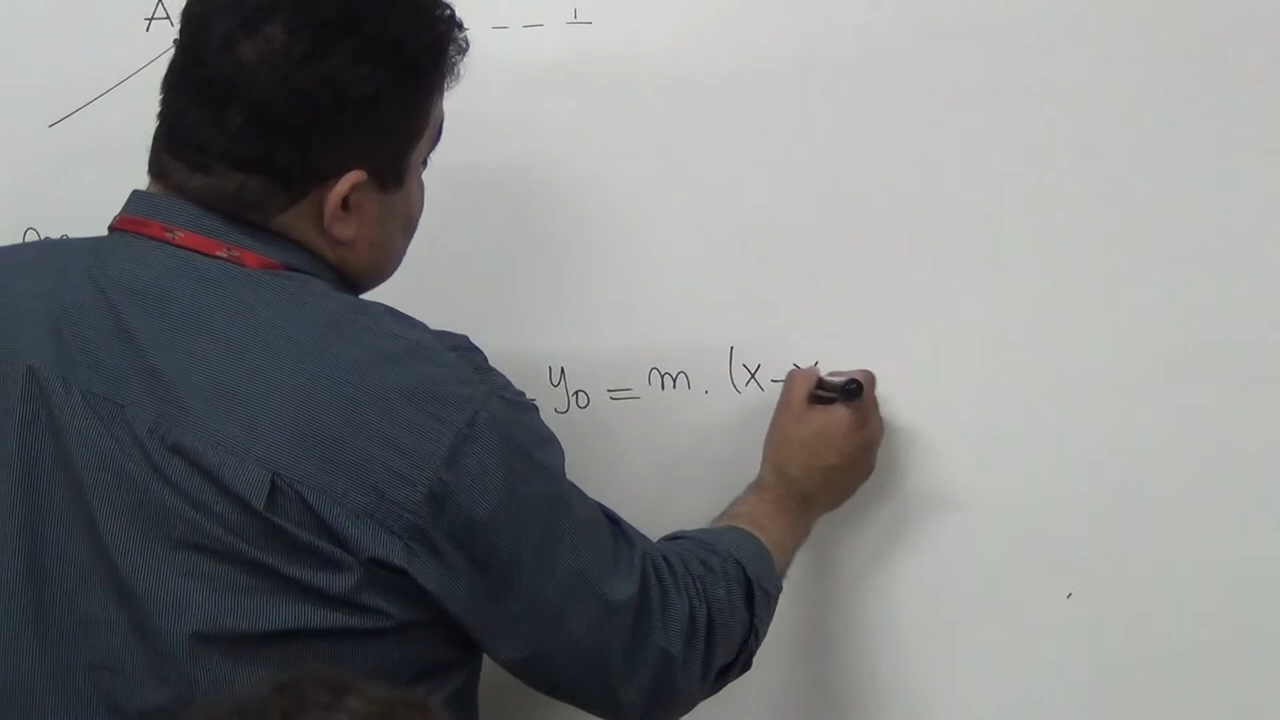 A
- y₀ = m . (x - x